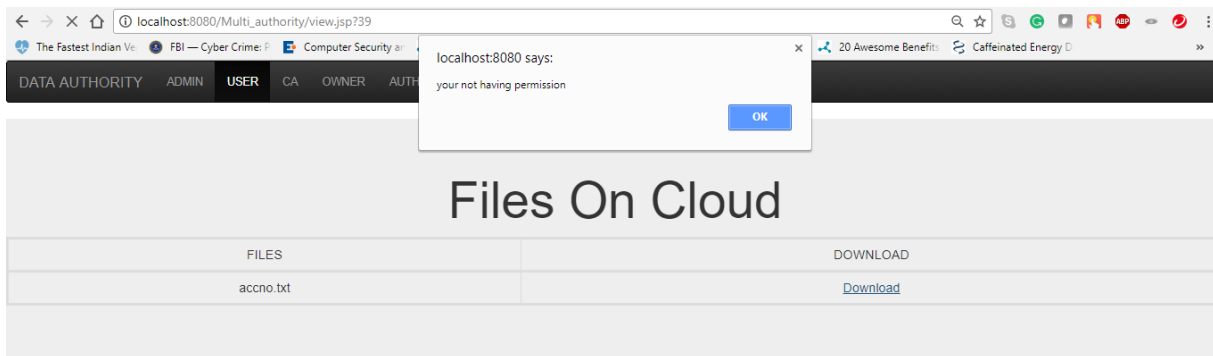 localhost:8080/Multi_authority/view.jsp?39
The Fastest Indian Ve
FBI — Cyber Crime: P
Computer Security an
20 Awesome Benefits
Caffeinated Energy D
»
localhost:8080 says:
your not having permission
OK
DATA AUTHORITY ADMIN USER CA OWNER AUTH
Files On Cloud
FILES DOWNLOAD
accno.txt Download